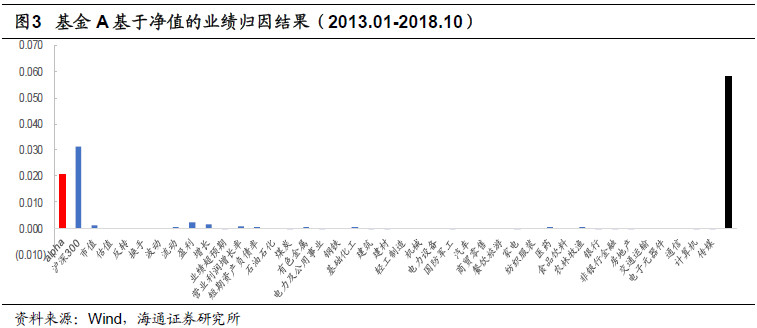 图3 基金 A 基于净值的业绩归因结果（2013.01-2018.10）
0.070
0.060
0.050
0.040
0.030
0.020
0.010
0.000
(0.010)
alpha
沪深300
市值
估值
反转
换手
波动
流动
盈利
增长
业绩超预期
营业利润增长率
短期资产负债率
石油石化
煤炭
有色金属
电力及公用事业
钢铁
基础化工
建筑
建材
轻工制造
机械
电力设备
国防军工
汽车
商贸零售
餐饮旅游
家电
纺织服装
医药
食品饮料
农林牧渔
银行
非银行金融
房地产
交通运输
电子元器件
通信
计算机
传媒
资料来源：Wind，海通证券研究所